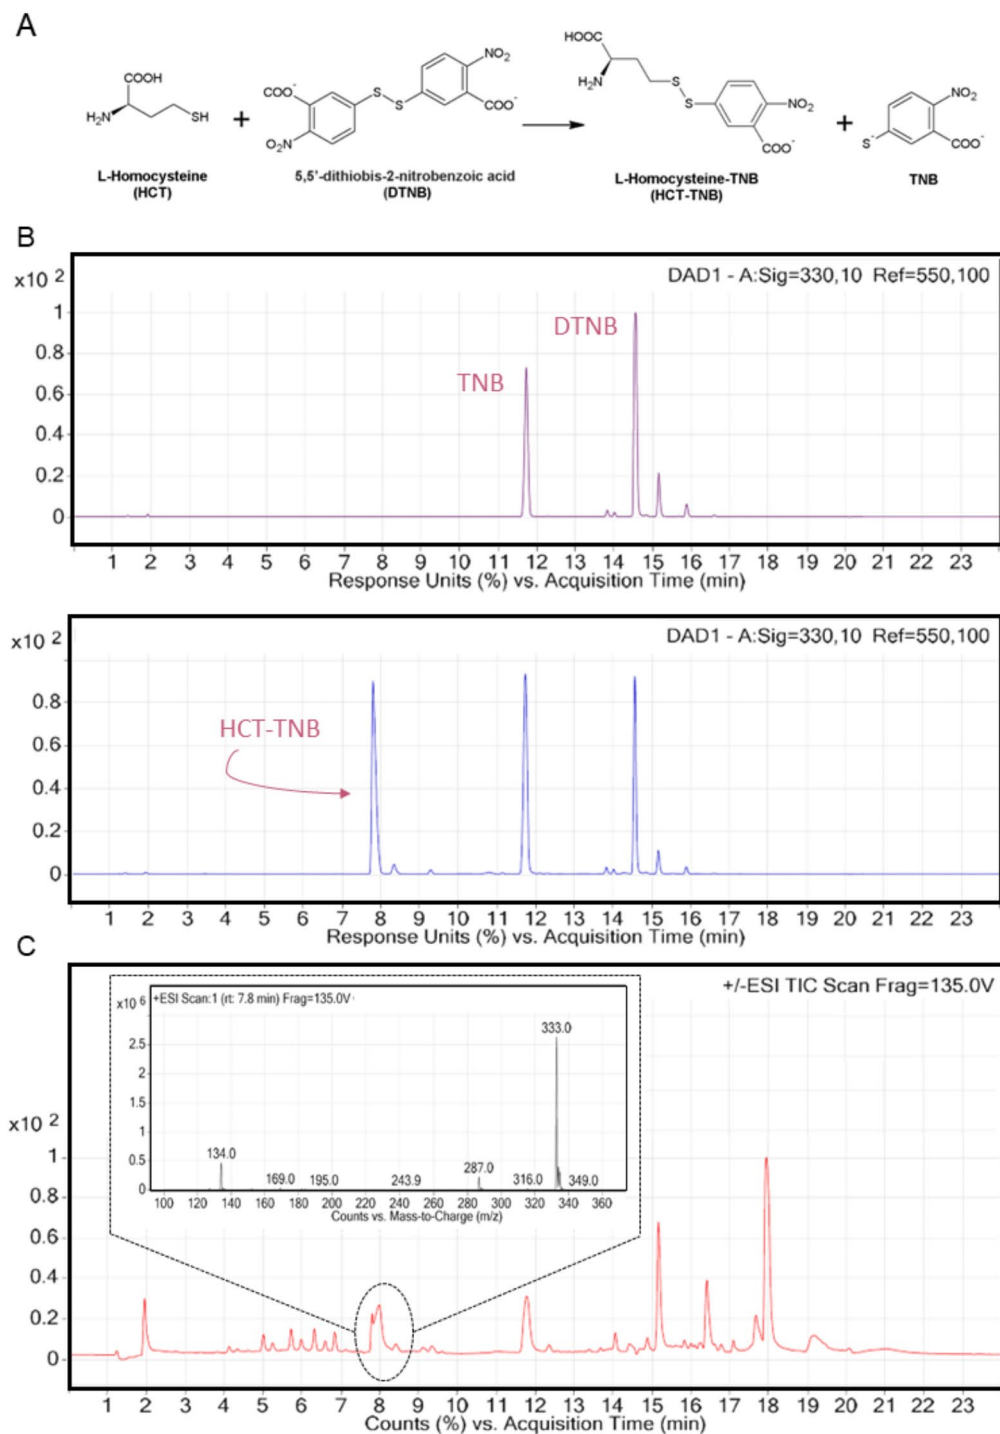 A
COOH
H₂N
SH
+
COO⁻
O₂N
S
S
NO₂
COO⁻
HOOC
H₂N
S
S
NO₂
COO⁻
+
S⁻
NO₂
COO⁻
L-Homocysteine
(HCT)
5,5'-dithiobis-2-nitrobenzoic acid
(DTNB)
L-Homocysteine-TNB
(HCT-TNB)
TNB
B
x10 2
DAD1 - A:Sig=330,10 Ref=550,100
1
0.8
0.6
0.4
0.2
0
TNB
DTNB
1 2 3 4 5 6 7 8 9 10 11 12 13 14 15 16 17 18 19 20 21 22 23
Response Units (%) vs. Acquisition Time (min)
x10 2
DAD1 - A:Sig=330,10 Ref=550,100
0.8
0.6
0.4
0.2
0
HCT-TNB
1 2 3 4 5 6 7 8 9 10 11 12 13 14 15 16 17 18 19 20 21 22 23
Response Units (%) vs. Acquisition Time (min)
C
+/-ESI TIC Scan Frag=135.0V
x10 6
+ESI Scan:1 (rt: 7.8 min) Frag=135.0V
2.5
2
1.5
1
0.5
0
134.0
169.0
195.0
243.9
287.0
316.0
333.0
349.0
100 120 140 160 180 200 220 240 260 280 300 320 340 360
Counts vs. Mass-to-Charge (m/z)
x10 2
1
0.8
0.6
0.4
0.2
0
1 2 3 4 5 6 7 8 9 10 11 12 13 14 15 16 17 18 19 20 21 22 23
Counts (%) vs. Acquisition Time (min)